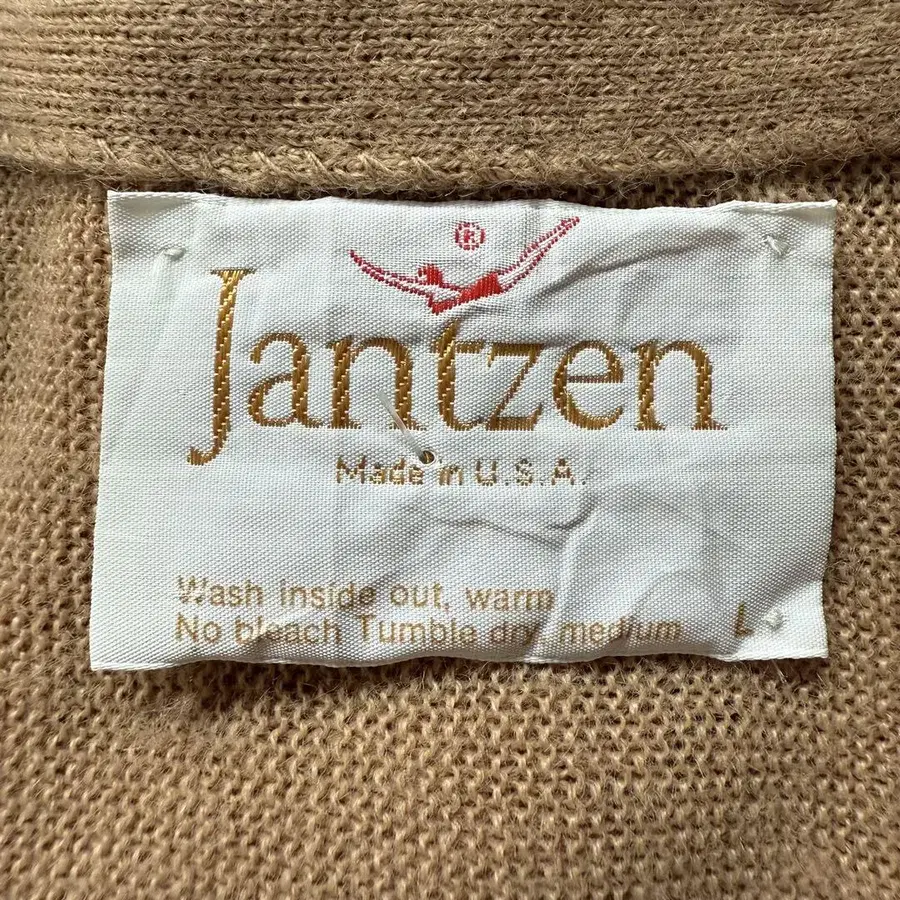 ®
Jantzen
Made in U.S.A.
Wash inside out, warm
No bleach Tumble dry medium L